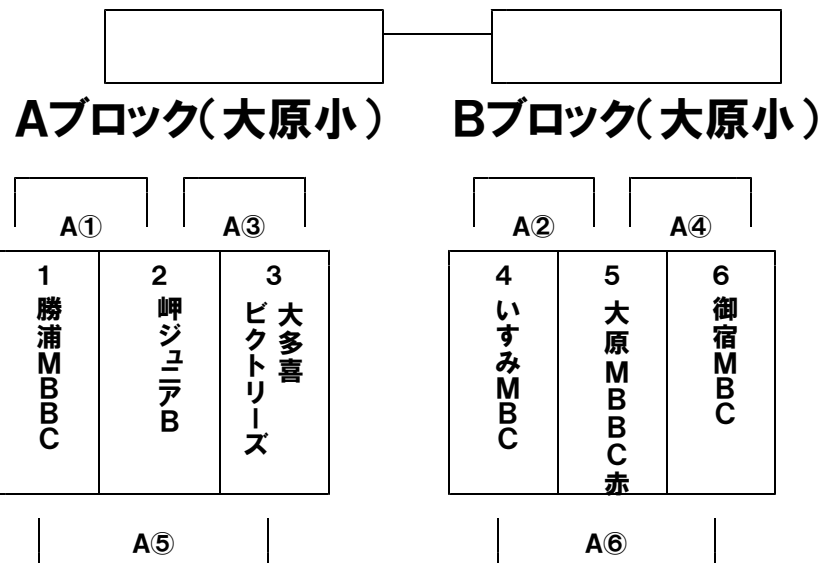 Aブロック(大原小)
Bブロック(大原小)
A①
A③
A②
A④
1
勝浦MBBC
2
岬ジュニアB
3
大多喜
ビクトリーズ
4
いすみMBC
5
大原MBBC赤
6
御宿MBC
A⑤
A⑥